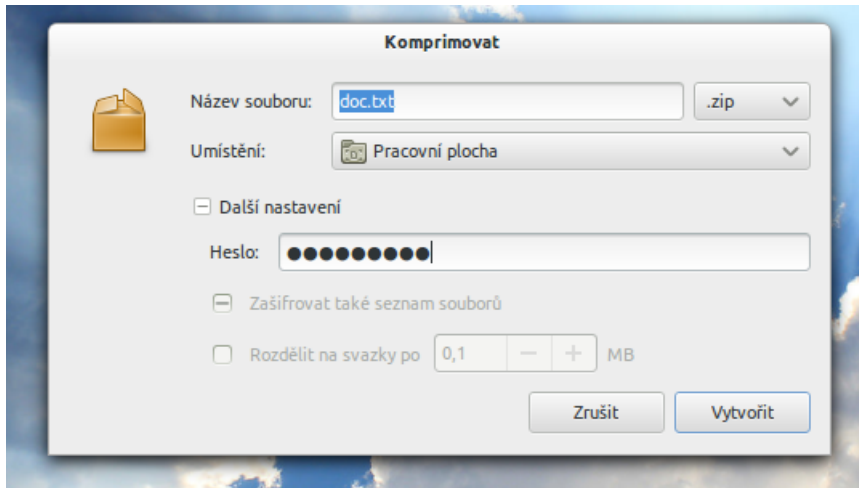 Komprimovat
Název souboru: doc.txt .zip
Umístění: Pracovní plocha
Další nastavení
Heslo: ●●●●●●●●●
Zašifrovat také seznam souborů
Rozdělit na svazky po 0,1 MB
Zrušit Vytvořit